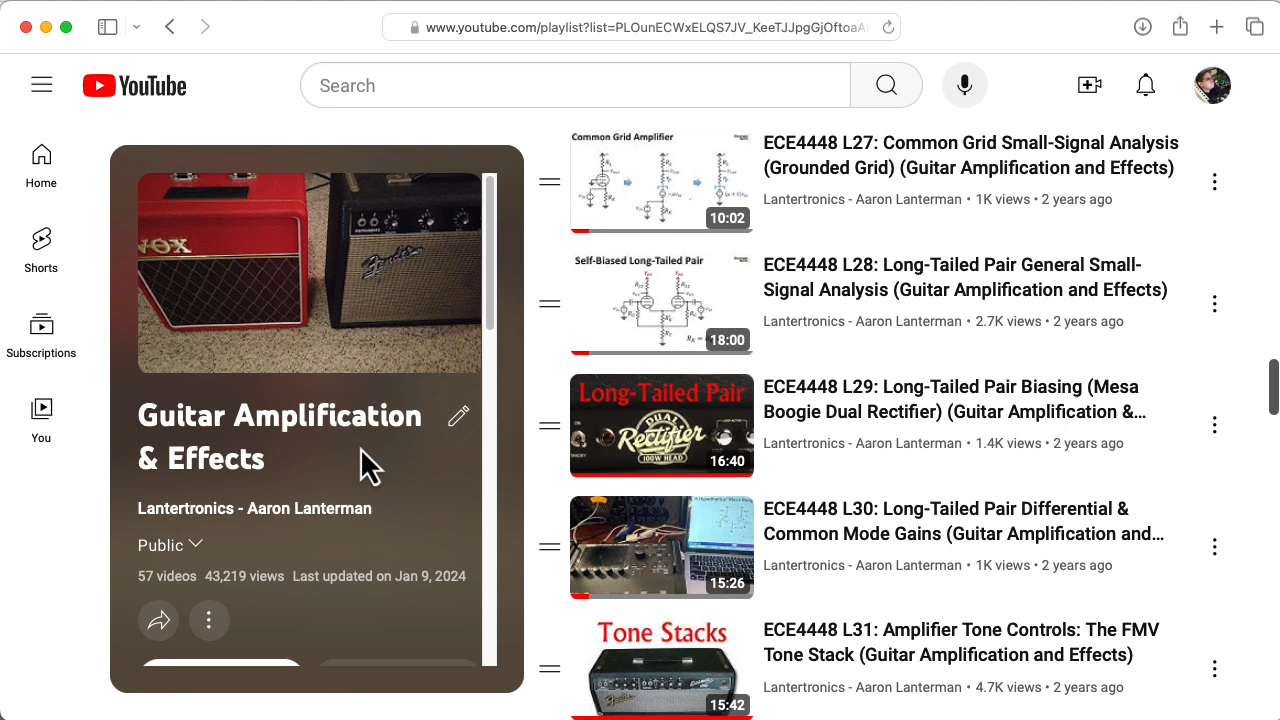 www.youtube.com/playlist?list=PLOunECWxELQS7JV_KeeTJJpgGjOftoaA
YouTube
Search
Home
Shorts
Subscriptions
You
VOX
Fender
Guitar Amplification
& Effects
Lantertronics - Aaron Lanterman
Public
57 videos 43,219 views Last updated on Jan 9, 2024
Common Grid Amplifier
10:02
ECE4448 L27: Common Grid Small-Signal Analysis
(Grounded Grid) (Guitar Amplification and Effects)
Lantertronics - Aaron Lanterman • 1K views • 2 years ago
Self-Biased Long-Tailed Pair
18:00
ECE4448 L28: Long-Tailed Pair General Small-
Signal Analysis (Guitar Amplification and Effects)
Lantertronics - Aaron Lanterman • 2.7K views • 2 years ago
Long-Tailed Pair
DUAL
Rectifier
100W HEAD
16:40
ECE4448 L29: Long-Tailed Pair Biasing (Mesa
Boogie Dual Rectifier) (Guitar Amplification &...
Lantertronics - Aaron Lanterman • 1.4K views • 2 years ago
15:26
ECE4448 L30: Long-Tailed Pair Differential &
Common Mode Gains (Guitar Amplification and...
Lantertronics - Aaron Lanterman • 1K views • 2 years ago
Tone Stacks
Fender
15:42
ECE4448 L31: Amplifier Tone Controls: The FMV
Tone Stack (Guitar Amplification and Effects)
Lantertronics - Aaron Lanterman • 4.7K views • 2 years ago